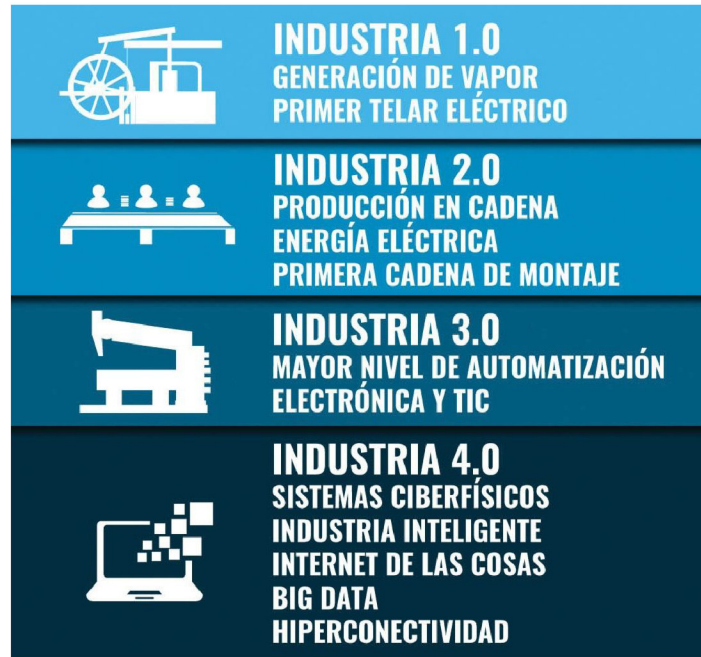 INDUSTRIA 1.0
GENERACIÓN DE VAPOR
PRIMER TELAR ELÉCTRICO
INDUSTRIA 2.0
PRODUCCIÓN EN CADENA
ENERGÍA ELÉCTRICA
PRIMERA CADENA DE MONTAJE
INDUSTRIA 3.0
MAYOR NIVEL DE AUTOMATIZACIÓN
ELECTRÓNICA Y TIC
INDUSTRIA 4.0
SISTEMAS CIBERFÍSICOS
INDUSTRIA INTELIGENTE
INTERNET DE LAS COSAS
BIG DATA
HIPERCONECTIVIDAD